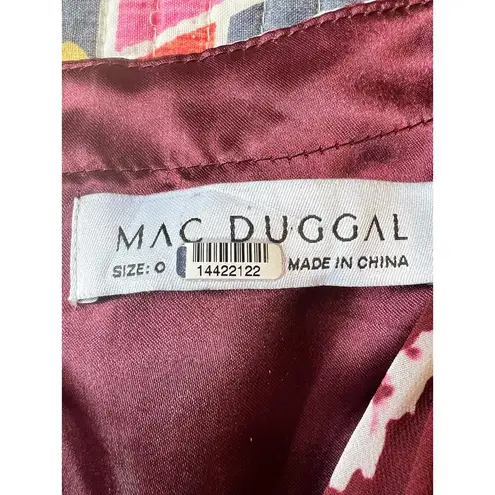 MAC DUGGAL
SIZE: 0
14422122
MADE IN CHINA